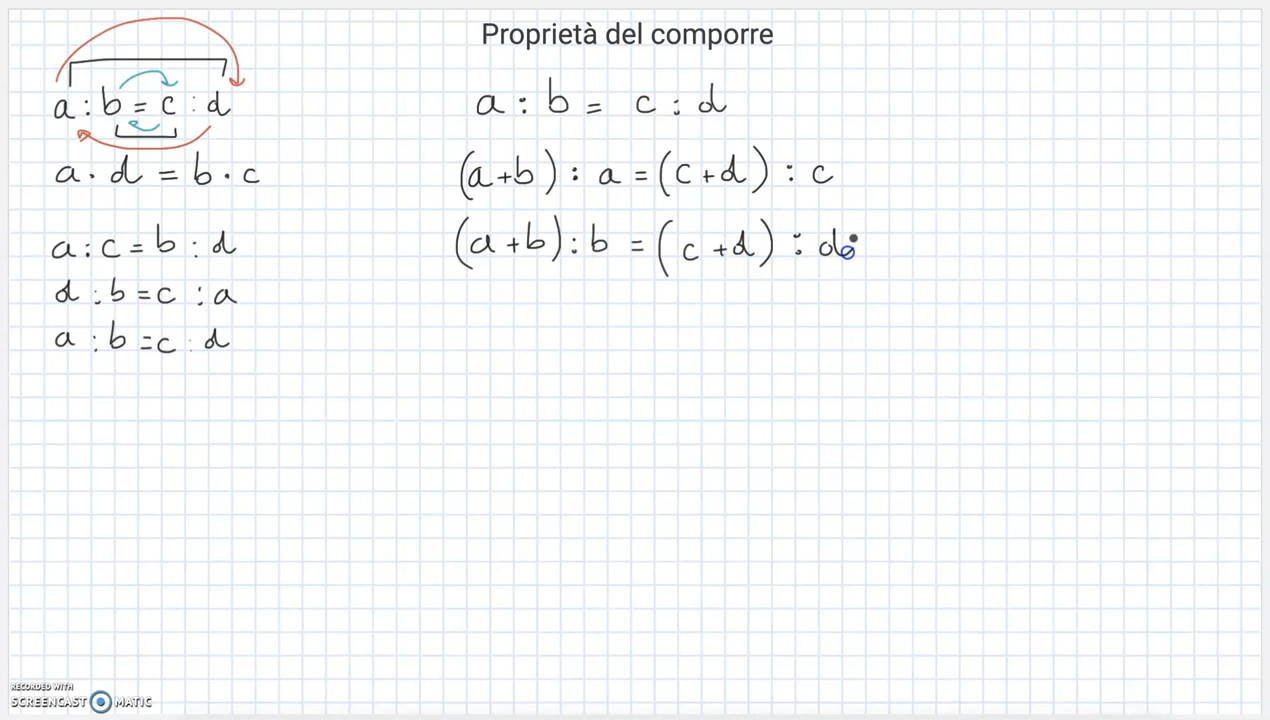 Proprietà del comporre
a : b = c : d
a · d = b · c
a : c = b : d
d : b = c : a
a : b = c : d
a : b = c : d
(a+b) : a = (c+d) : c
(a+b) : b = (c+d) : d
RECORDED WITH
SCREENCAST MATIC